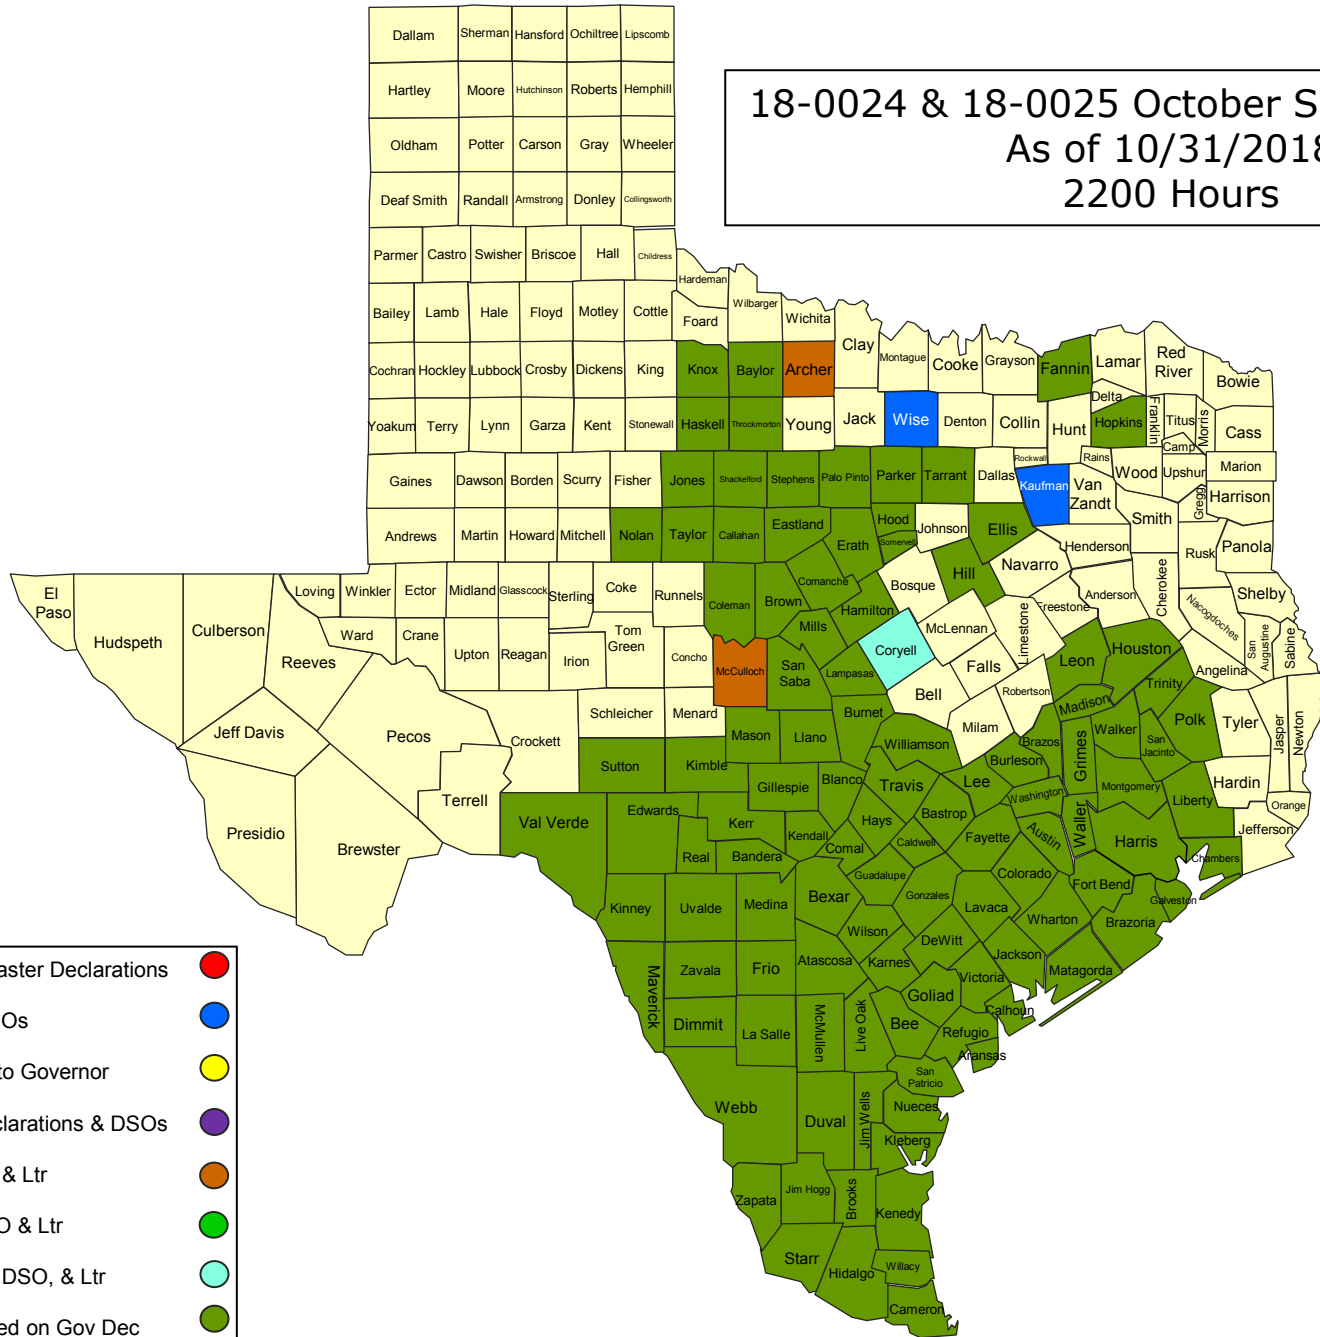 Dallam Sherman Hansford Ochiltree Lipscomb
Hartley Moore Hutchinson Roberts Hemphill
18-0024 & 18-0025 October S
As of 10/31/2018
2200 Hours
Oldham Potter Carson Gray Wheeler
Deaf Smith Randall Armstrong Donley Collingsworth
Parmer Castro Swisher Briscoe Hall Childress
Hardeman
Wilbarger
Bailey Lamb Hale Floyd Motley Cottle Foard Wichita
Clay Montague Cooke Grayson Fannin Lamar Red
River
Bowie
Cochran Hockley Lubbock Crosby Dickens King Knox Baylor Archer
Delta
Yoakum Terry Lynn Garza Kent Stonewall Haskell Throckmorton Young Jack Wise Denton Collin Hunt Hopkins Franklin Titus Morris Cass
Camp
Rockwall Rains
Gaines Dawson Borden Scurry Fisher Jones Shackelford Stephens Palo Pinto Parker Tarrant Dallas Kaufman Van
Zandt
Wood Upshur Marion
Gregg Harrison
Andrews Martin Howard Mitchell Nolan Taylor Callahan Eastland Erath Hood Somervell Johnson Ellis Henderson Smith Rusk Panola
El
Paso
Hudspeth Culberson Loving Winkler Ector Midland Glasscock Sterling Coke Runnels Coleman Brown Comanche Hamilton Bosque Hill Navarro Freestone Anderson Cherokee Nacogdoches Shelby
Reeves Ward Crane Upton Reagan Irion Tom
Green
Concho McCulloch Mills San
Saba
Lampasas Coryell McLennan Falls Limestone Leon Houston Angelina San
Augustine
Sabine
Bell Robertson Madison Trinity
Jeff Davis Pecos Crockett Schleicher Menard Mason Llano Burnet Williamson Milam Brazos Grimes Walker San
Jacinto
Polk Tyler Jasper Newton
Presidio Brewster Terrell Sutton Kimble Gillespie Blanco Travis Lee Burleson Washington Montgomery Liberty Hardin Orange
Val Verde Edwards Kerr Kendall Hays Bastrop Fayette Austin Waller Harris Jefferson
Real Bandera Comal Caldwell Chambers
Kinney Uvalde Medina Bexar Guadalupe Gonzales Lavaca Colorado Fort Bend Galveston
Wilson DeWitt Wharton Brazoria
Maverick Zavala Frio Atascosa Karnes Jackson Matagorda
Victoria
Dimmit La Salle McMullen Live Oak Bee Goliad Calhoun
Refugio
Aransas
San
Patricio
Webb Duval Jim Wells Nueces
Kleberg
Zapata Jim Hogg Brooks Kenedy
Starr Hidalgo Willacy
Cameron
aster Declarations
Os
to Governor
clarations & DSOs
& Ltr
O & Ltr
DSO, & Ltr
ed on Gov Dec